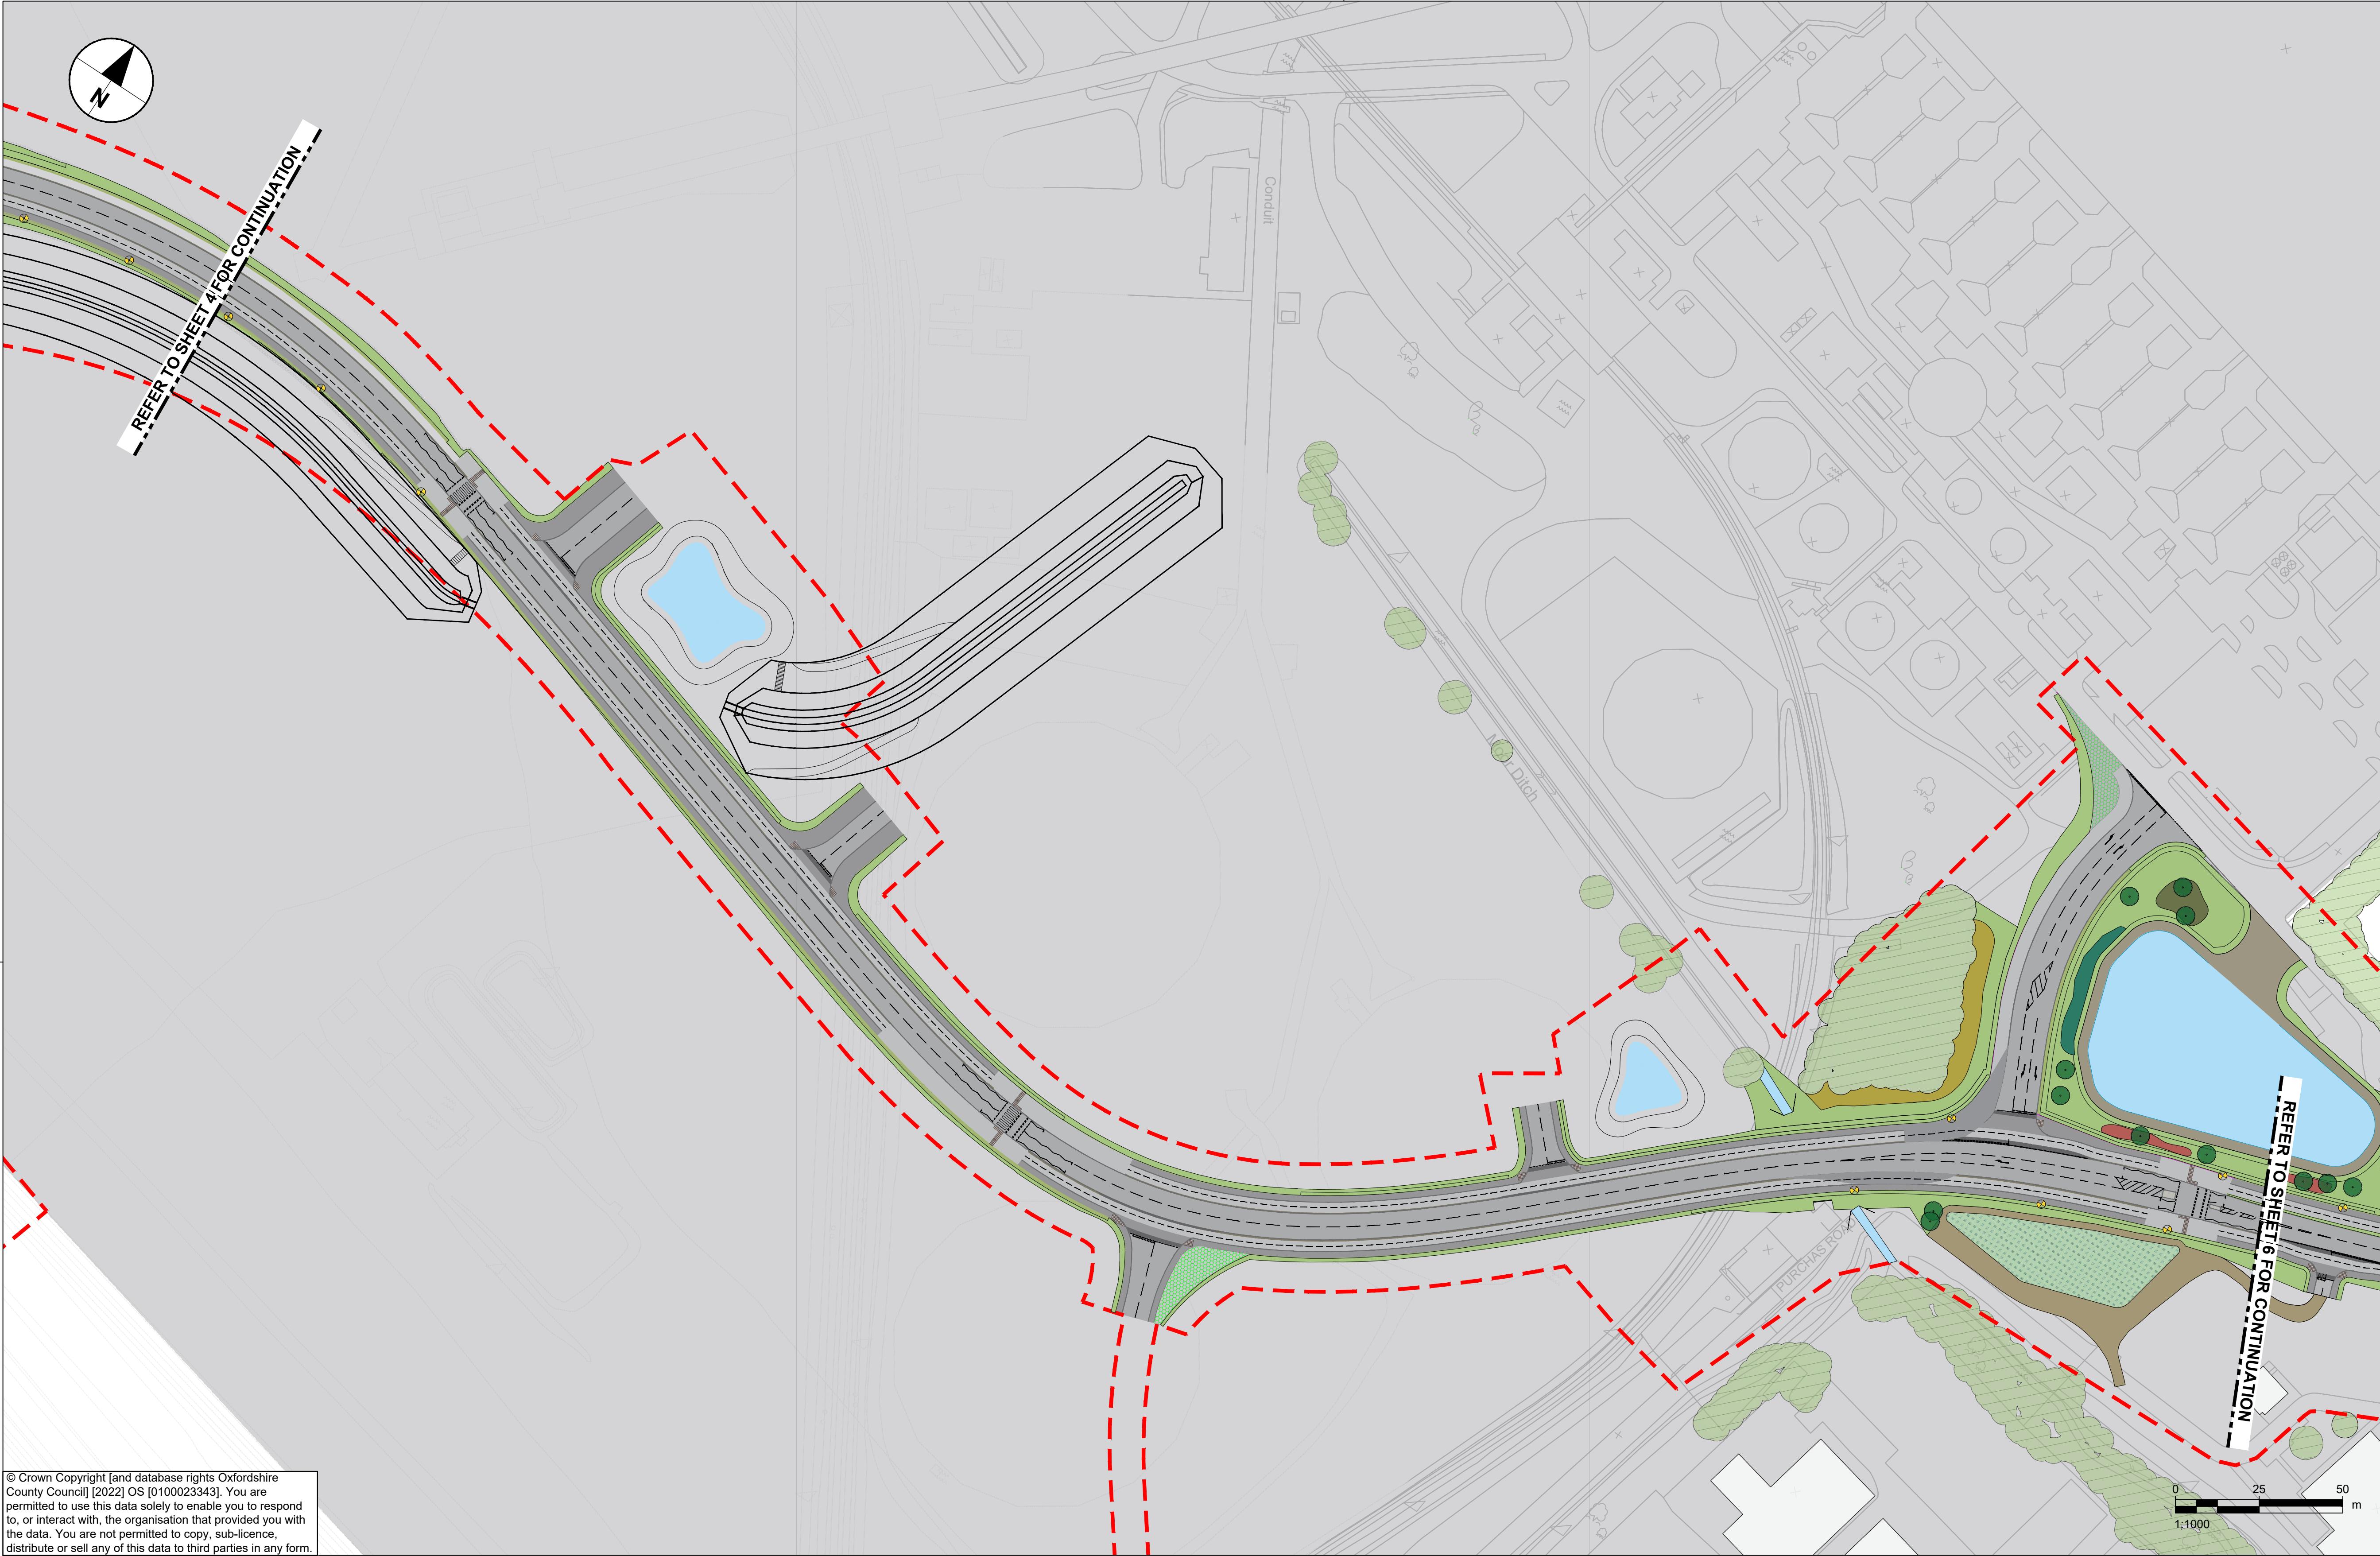 N
REFER TO SHEET 4 FOR CONTINUATION
Conduit
Moor Ditch
PURCHAS RO
REFER TO SHEET 6 FOR CONTINUATION
© Crown Copyright [and database rights Oxfordshire
County Council] [2022] OS [0100023343]. You are
permitted to use this data solely to enable you to respond
to, or interact with, the organisation that provided you with
the data. You are not permitted to copy, sub-licence,
distribute or sell any of this data to third parties in any form.
0 25 50
m
1:1000